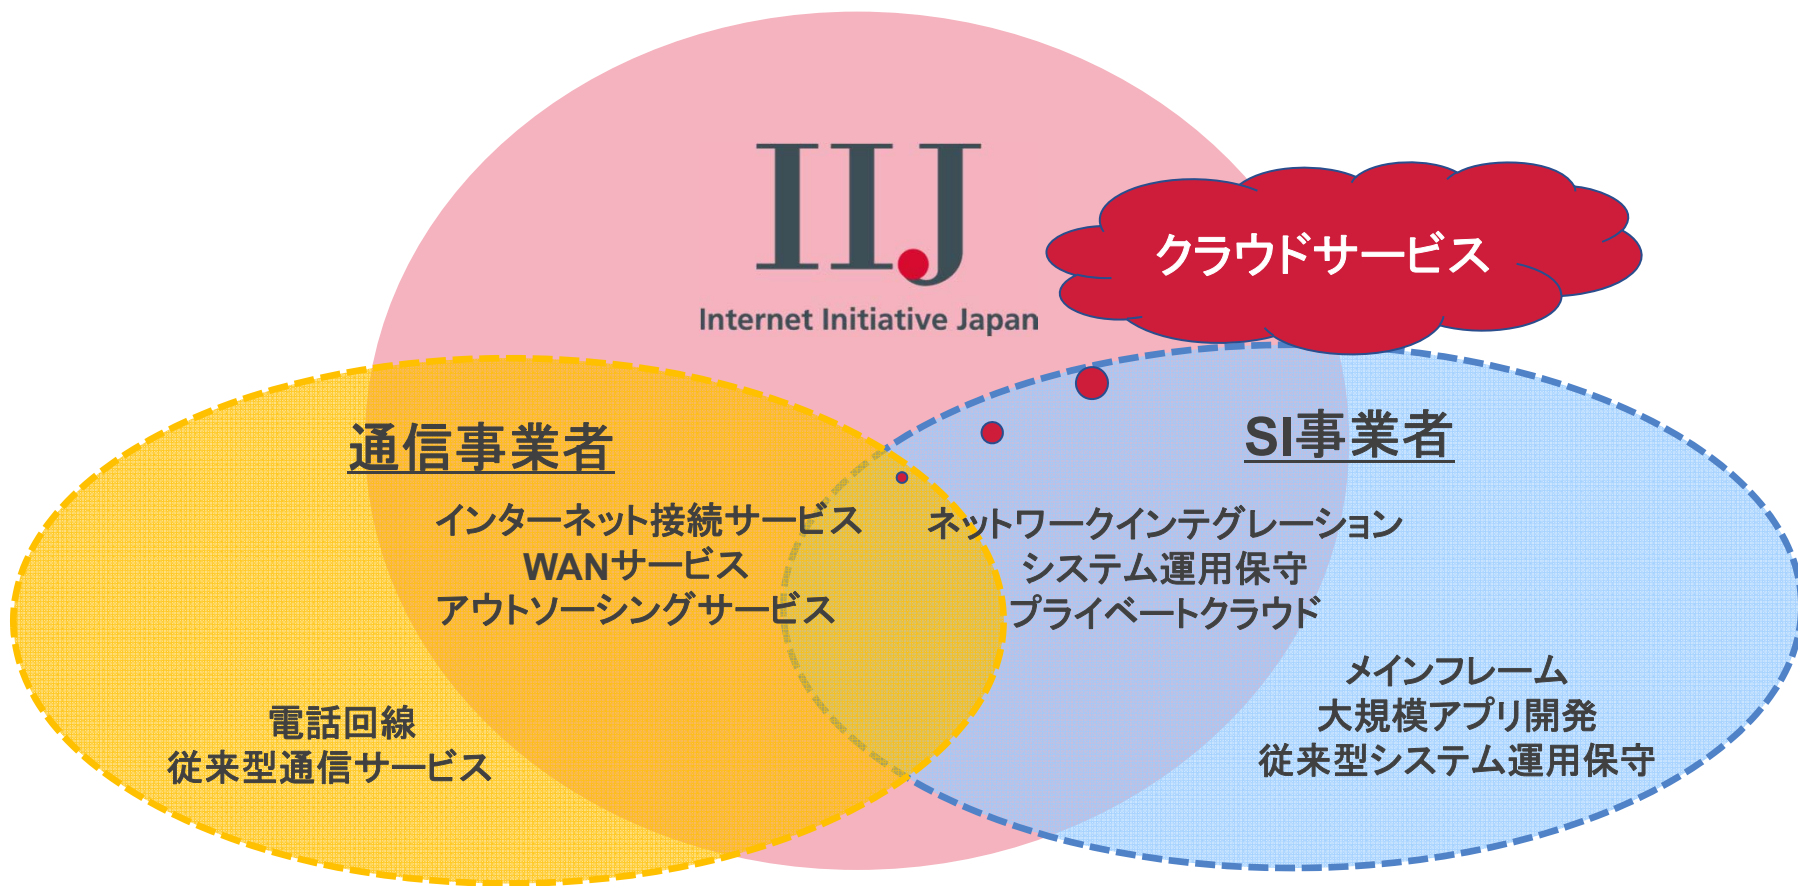 IIJ
Internet Initiative Japan
クラウドサービス
通信事業者
インターネット接続サービス
WANサービス
アウトソーシングサービス
電話回線
従来型通信サービス
SI事業者
ネットワークインテグレーション
システム運用保守
プライベートクラウド
メインフレーム
大規模アプリ開発
従来型システム運用保守